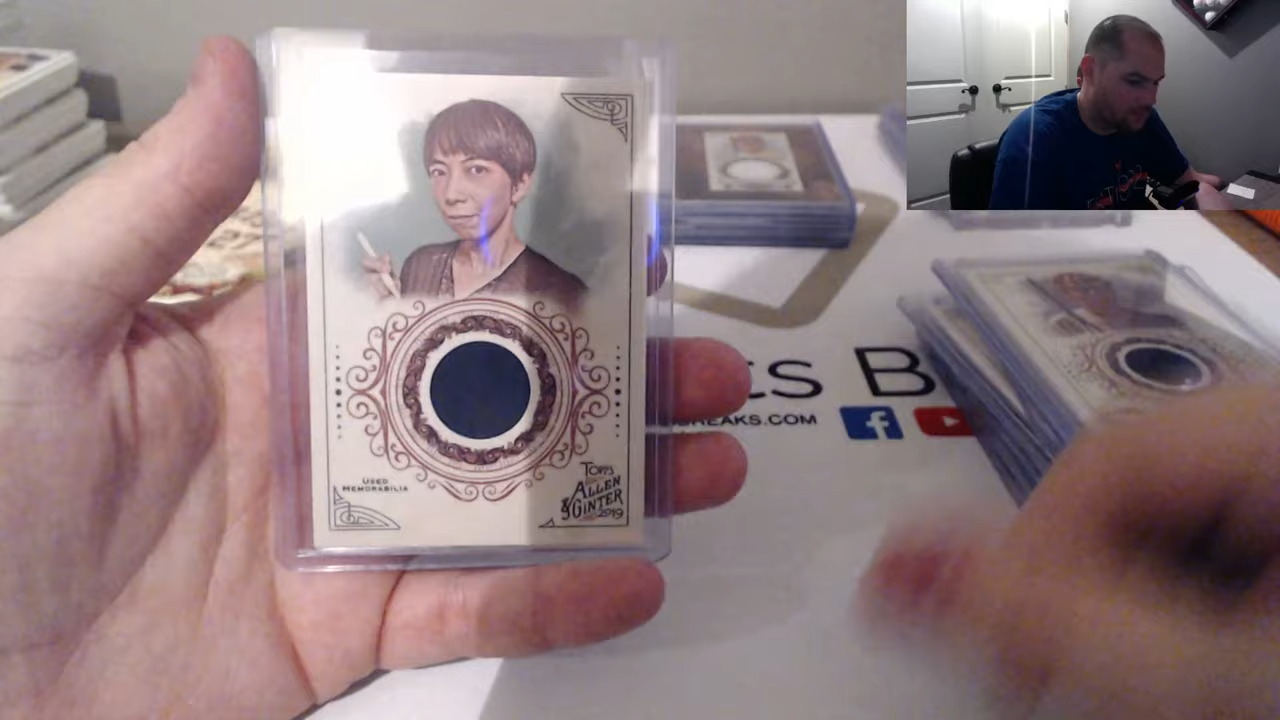 USED
MEMORABILIA
TOPPS
ALLEN
& GINTER
2019
B
BREAKS.COM
f